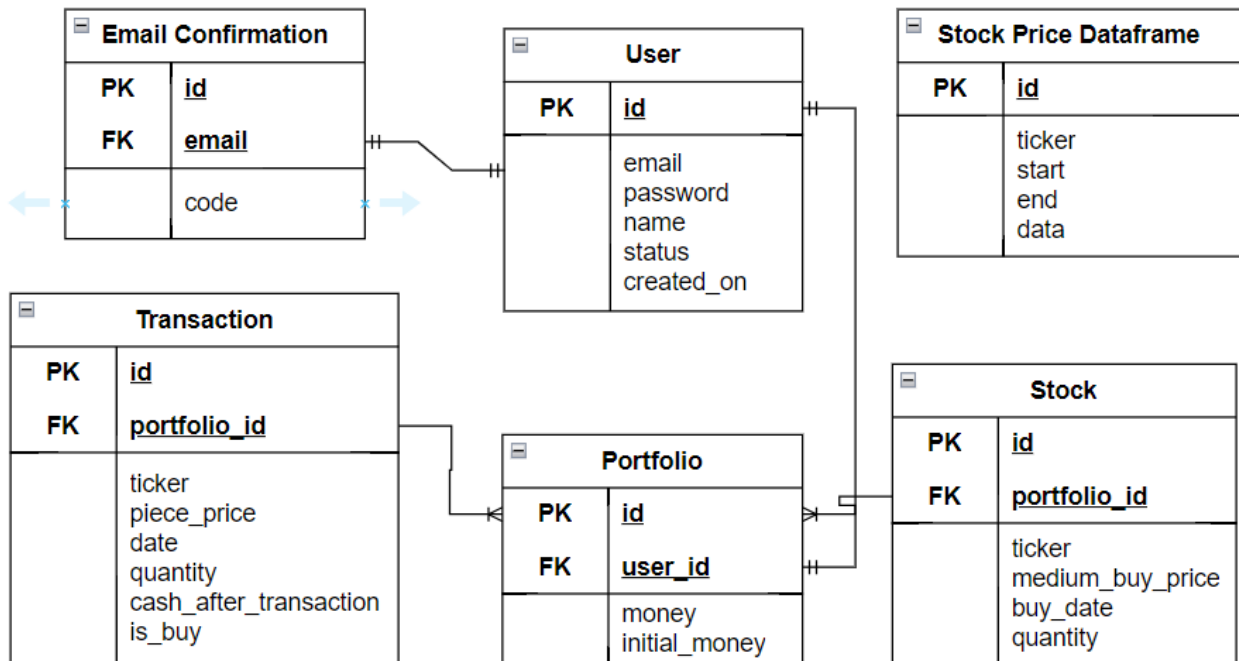 Email Confirmation
PK id
FK email
code
User
PK id
email
password
name
status
created_on
Stock Price Dataframe
PK id
ticker
start
end
data
Transaction
PK id
FK portfolio_id
ticker
piece_price
date
quantity
cash_after_transaction
is_buy
Portfolio
PK id
FK user_id
money
initial_money
Stock
PK id
FK portfolio_id
ticker
medium_buy_price
buy_date
quantity